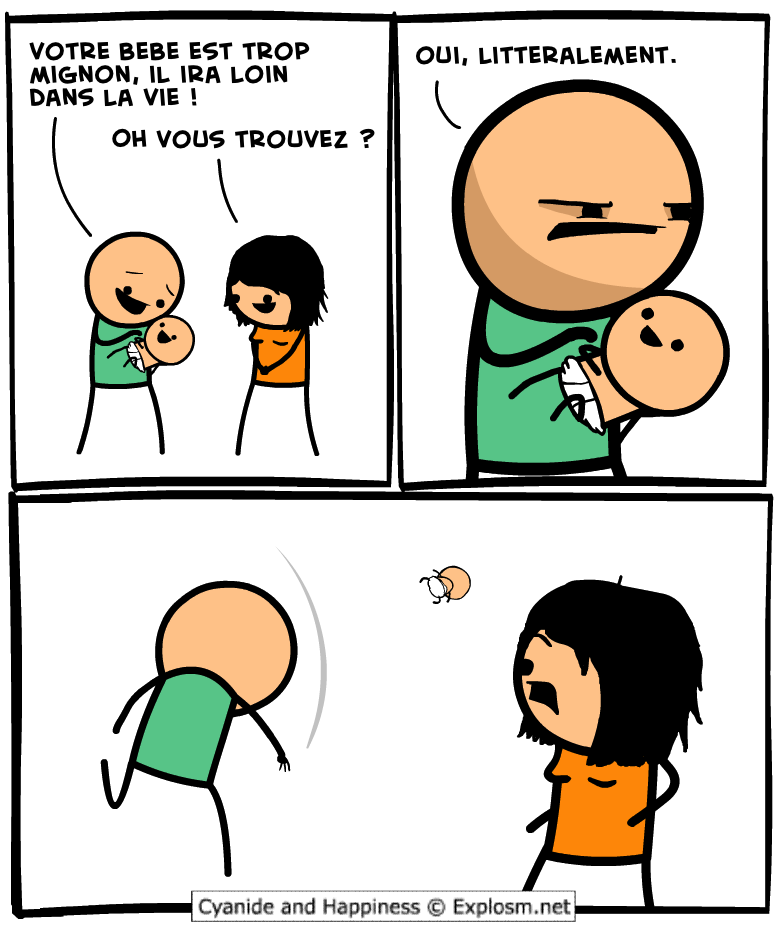 VOTRE BEBE EST TROP
MIGNON, IL IRA LOIN
DANS LA VIE !
OH VOUS TROUVEZ ?
OUI, LITTERALEMENT.
Cyanide and Happiness © Explosm.net